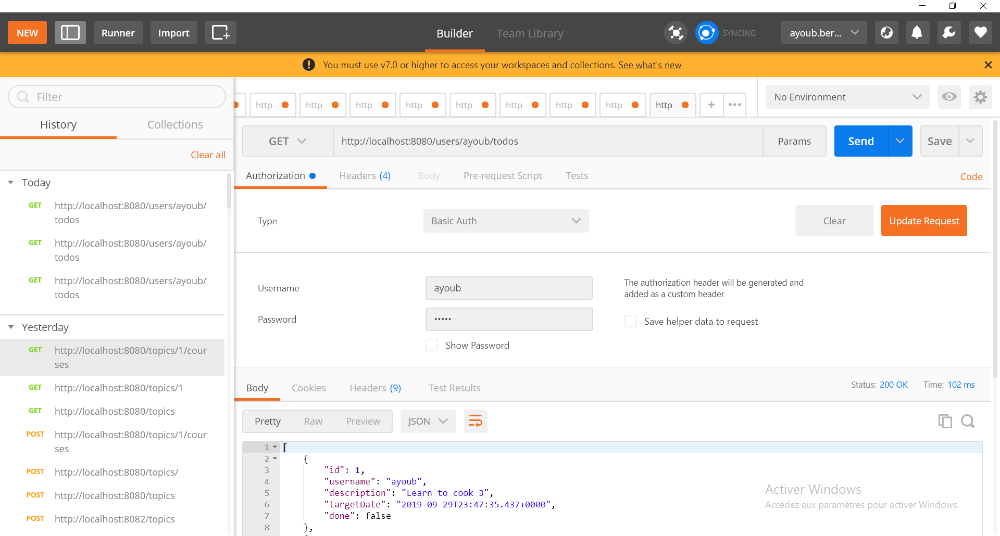 NEW
Runner
Import
Builder
Team Library
SYNCING
ayoub.ber...
You must use v7.0 or higher to access your workspaces and collections. See what's new
Filter
History
Collections
Clear all
Today
GET http://localhost:8080/users/ayoub/
todos
GET http://localhost:8080/users/ayoub/
todos
GET http://localhost:8080/users/ayoub/
todos
Yesterday
GET http://localhost:8080/topics/1/cour
ses
GET http://localhost:8080/topics/1
GET http://localhost:8080/topics
POST http://localhost:8080/topics/1/cour
ses
POST http://localhost:8080/topics/
POST http://localhost:8080/topics
POST http://localhost:8082/topics
http http http http http http http http http + •••
No Environment
GET http://localhost:8080/users/ayoub/todos Params Send Save
Authorization Headers (4) Body Pre-request Script Tests Code
Type Basic Auth Clear Update Request
Username ayoub
The authorization header will be generated and
added as a custom header
Password •••••
Save helper data to request
Show Password
Body Cookies Headers (9) Test Results Status: 200 OK Time: 102 ms
Pretty Raw Preview JSON
1 [
2 {
3 "id": 1,
4 "username": "ayoub",
5 "description": "Learn to cook 3",
6 "targetDate": "2019-09-29T23:47:35.437+0000",
7 "done": false
8 },
Activer Windows
Accédez aux paramètres pour activer Windows.